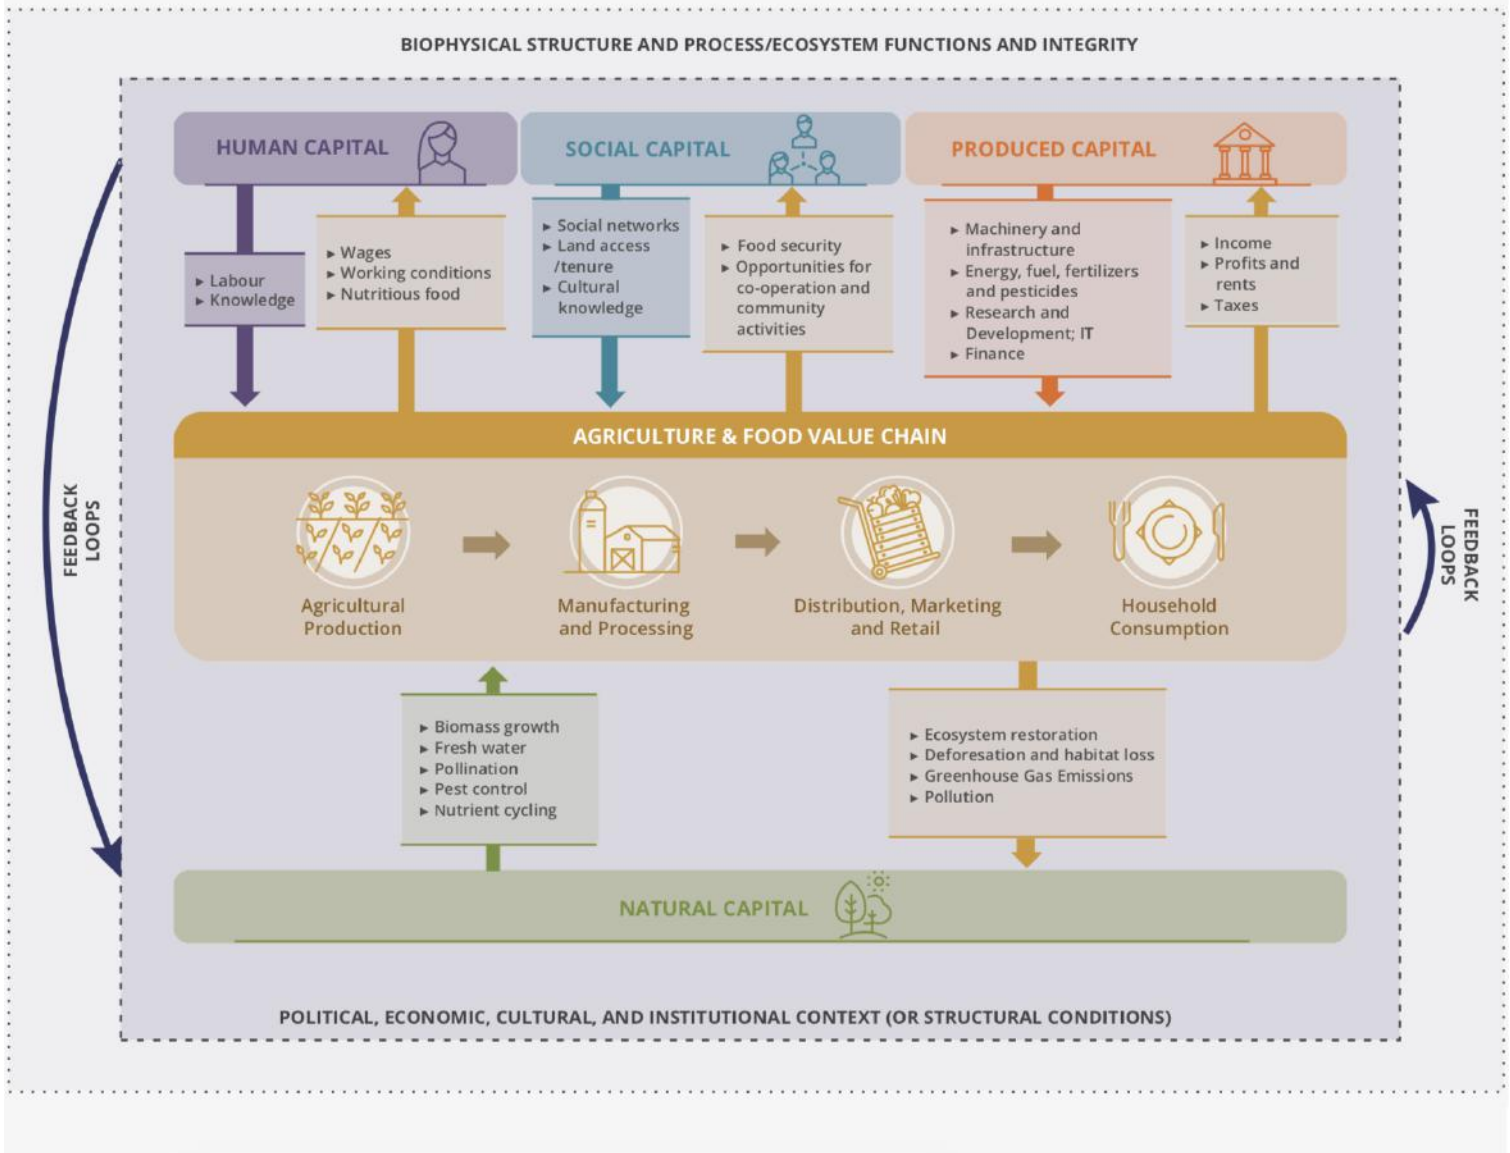 BIOPHYSICAL STRUCTURE AND PROCESS/ECOSYSTEM FUNCTIONS AND INTEGRITY
HUMAN CAPITAL
SOCIAL CAPITAL
PRODUCED CAPITAL
▸ Labour
▸ Knowledge
▸ Wages
▸ Working conditions
▸ Nutritious food
▸ Social networks
▸ Land access
/tenure
▸ Cultural
knowledge
▸ Food security
▸ Opportunities for
co-operation and
community
activities
▸ Machinery and
infrastructure
▸ Energy, fuel, fertilizers
and pesticides
▸ Research and
Development; IT
▸ Finance
▸ Income
▸ Profits and
rents
▸ Taxes
FEEDBACK
LOOPS
AGRICULTURE & FOOD VALUE CHAIN
Agricultural
Production
Manufacturing
and Processing
Distribution, Marketing
and Retail
Household
Consumption
FEEDBACK
LOOPS
▸ Biomass growth
▸ Fresh water
▸ Pollination
▸ Pest control
▸ Nutrient cycling
▸ Ecosystem restoration
▸ Deforesation and habitat loss
▸ Greenhouse Gas Emissions
▸ Pollution
NATURAL CAPITAL
POLITICAL, ECONOMIC, CULTURAL, AND INSTITUTIONAL CONTEXT (OR STRUCTURAL CONDITIONS)